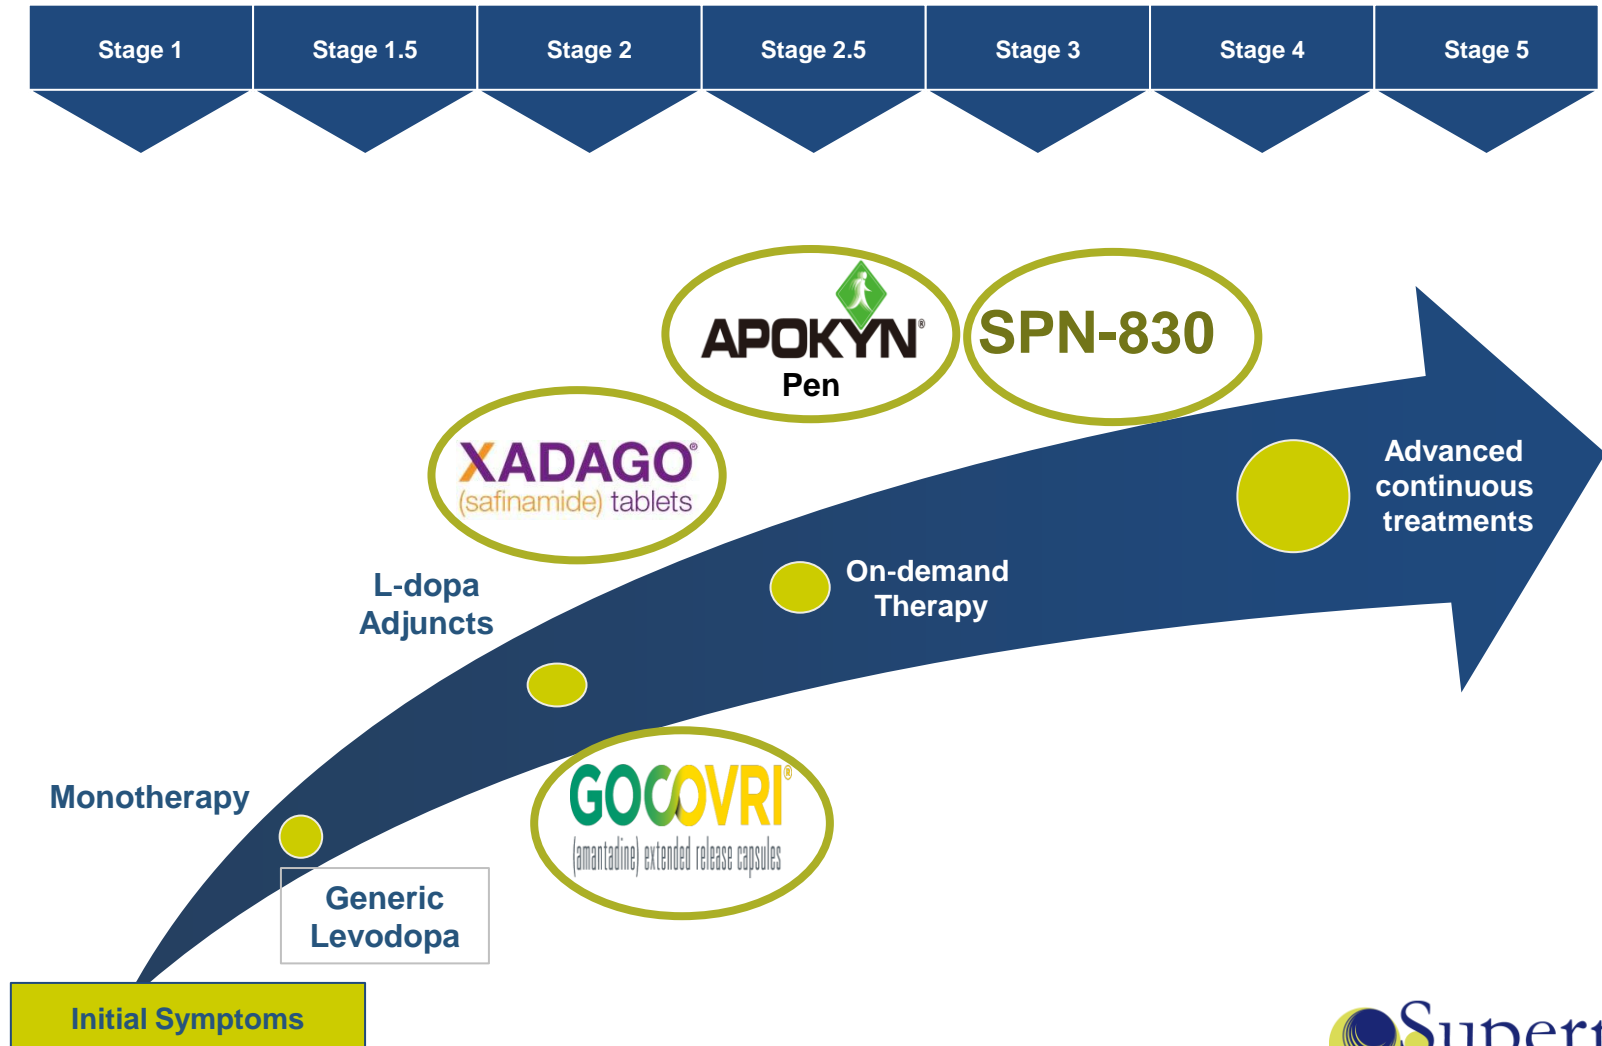 Stage 1
Stage 1.5
Stage 2
Stage 2.5
Stage 3
Stage 4
Stage 5
APOKYN®
Pen
SPN-830
XADAGO®
(safinamide) tablets
Advanced
continuous
treatments
L-dopa
Adjuncts
On-demand
Therapy
GOCOVRI®
(amantadine) extended release capsules
Monotherapy
Generic
Levodopa
Initial Symptoms